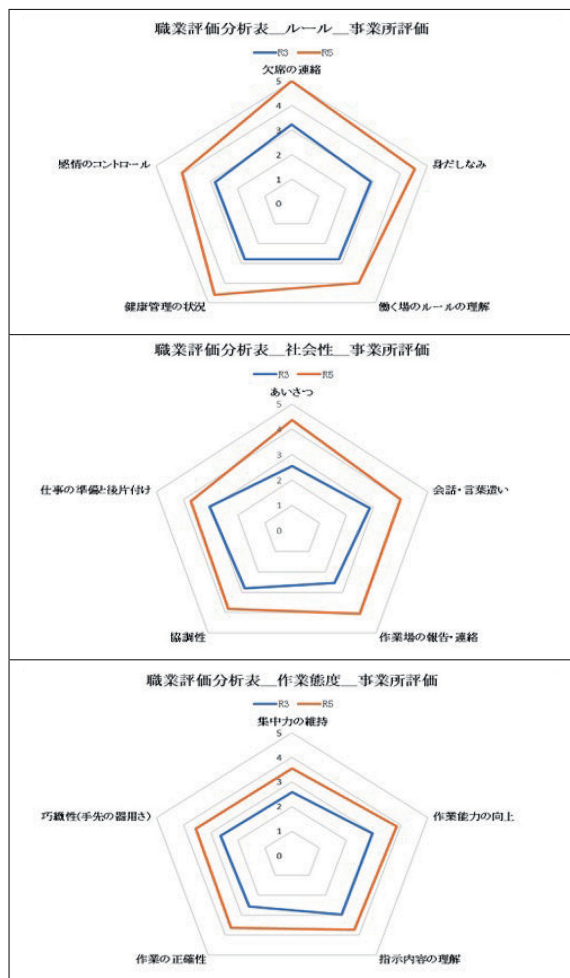 職業評価分析表__ルール__事業所評価
R3 R5
欠席の連絡
5
4
3
2
1
0
身だしなみ
働く場のルールの理解
健康管理の状況
感情のコントロール
職業評価分析表__社会性__事業所評価
R3 R5
あいさつ
5
4
3
2
1
0
会話・言葉遣い
作業場の報告・連絡
協調性
仕事の準備と後片付け
職業評価分析表__作業態度__事業所評価
R3 R5
集中力の維持
5
4
3
2
1
0
作業能力の向上
指示内容の理解
作業の正確性
巧緻性(手先の器用さ)